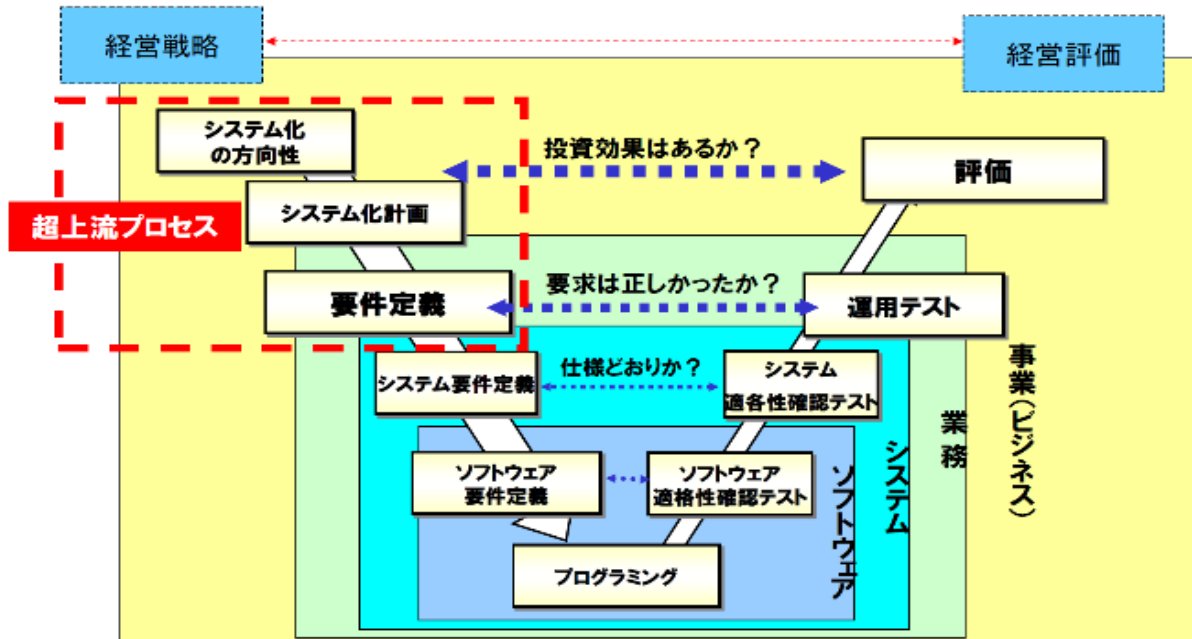 経営戦略
経営評価
システム化
の方向性
投資効果はあるか?
評価
システム化計画
超上流プロセス
要件定義
要求は正しかったか?
運用テスト
システム要件定義
仕様どおりか?
システム
適各性確認テスト
ソフトウェア
要件定義
ソフトウェア
適格性確認テスト
プログラミング
ソフトウェア
システム
業務
事業(ビジネス)